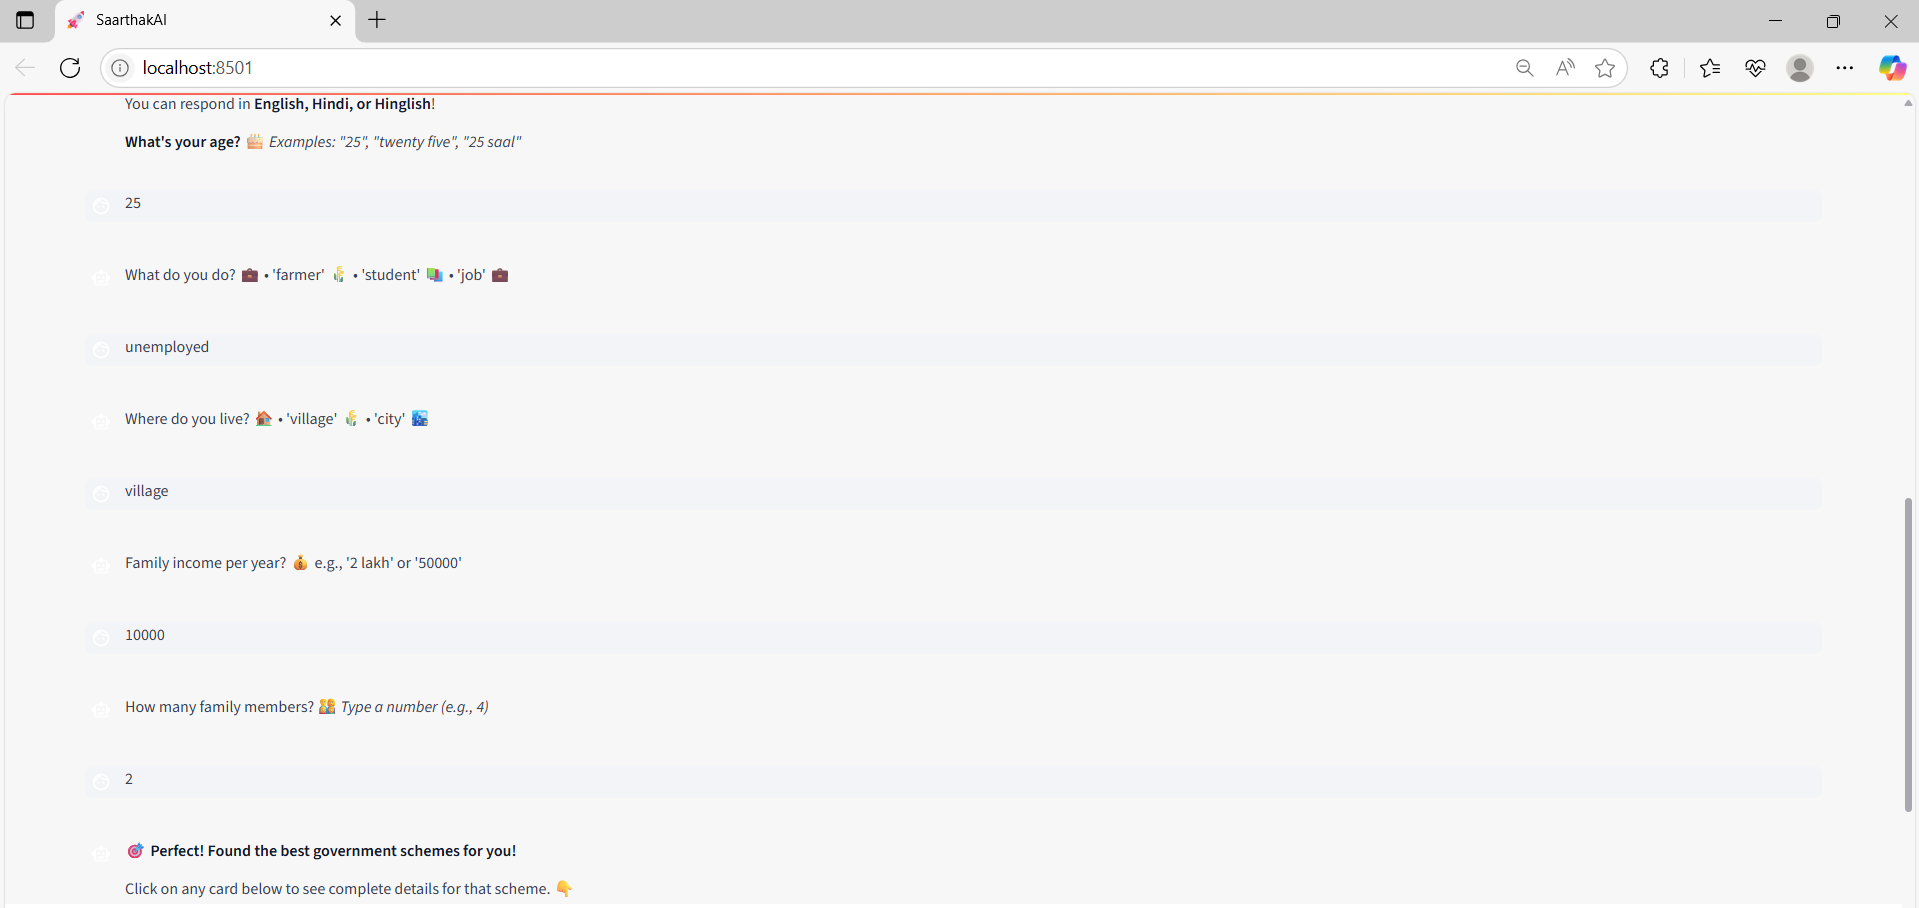 SaarthakAI
localhost:8501
You can respond in English, Hindi, or Hinglish!
What's your age? 🎂 Examples: "25", "twenty five", "25 saal"
25
What do you do? 💼 • 'farmer' 🌾 • 'student' 📚 • 'job' 💼
unemployed
Where do you live? 🏠 • 'village' 🌾 • 'city' 🏙️
village
Family income per year? 💰 e.g., '2 lakh' or '50000'
10000
How many family members? 👨‍👩‍👧‍👦 Type a number (e.g., 4)
2
🎯 Perfect! Found the best government schemes for you!
Click on any card below to see complete details for that scheme. 👇